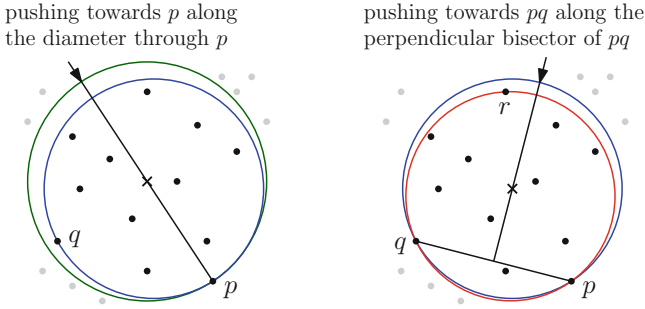 pushing towards p along
the diameter through p
pushing towards pq along the
perpendicular bisector of pq
r
q
p
q
p